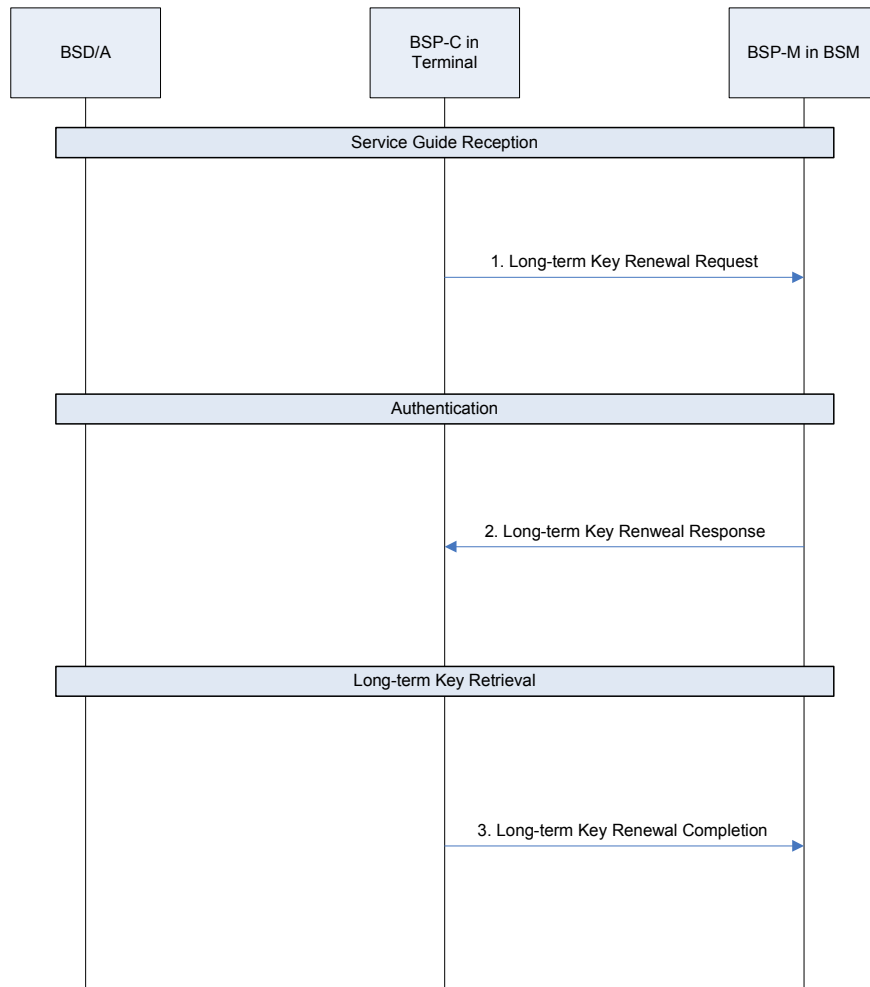 BSD/A
BSP-C in
Terminal
BSP-M in BSM
Service Guide Reception
1. Long-term Key Renewal Request
Authentication
2. Long-term Key Renweal Response
Long-term Key Retrieval
3. Long-term Key Renewal Completion